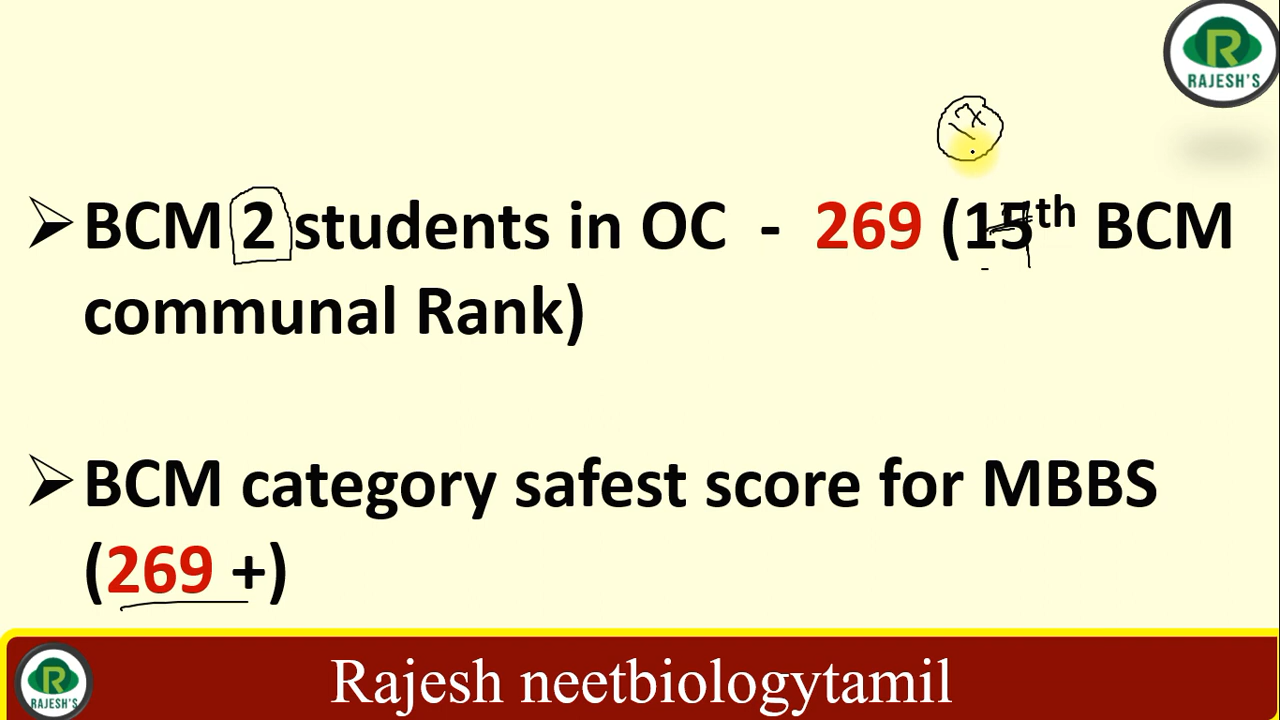 R
RAJESH'S
➢BCM 2 students in OC - 269 (15th BCM
communal Rank)
➢BCM category safest score for MBBS
(269 +)
R
RAJESH'S
Rajesh neetbiologytamil